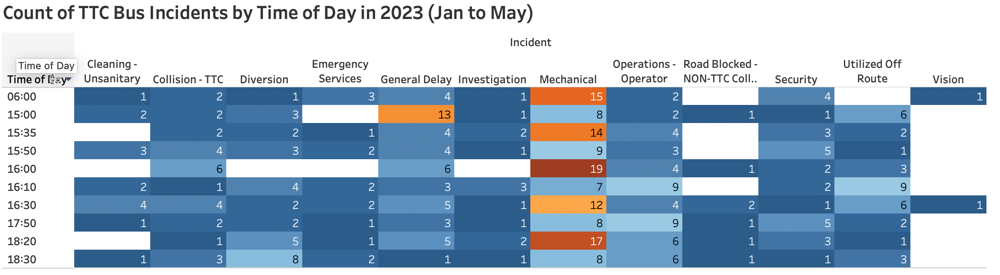 Count of TTC Bus Incidents by Time of Day in 2023 (Jan to May)
Incident
Time of Day
Time of Day Cleaning - Unsanitary Collision - TTC Diversion Emergency Services General Delay Investigation Mechanical Operations - Operator Road Blocked - NON-TTC Coll.. Security Utilized Off Route Vision
06:00 1 2 1 3 4 1 15 2 4 1
15:00 2 2 3 13 1 8 2 1 1 6
15:35 2 2 1 4 2 14 4 3 2
15:50 3 4 3 2 4 1 9 3 5 1
16:00 6 6 19 4 1 2 3
16:10 2 1 4 2 3 3 7 9 2 9
16:30 4 4 2 2 5 1 12 4 2 1 6 1
17:50 1 2 2 1 3 1 8 9 1 5 2
18:20 1 5 1 5 2 17 6 1 3 1
18:30 1 3 8 2 1 1 8 6 1 1 3